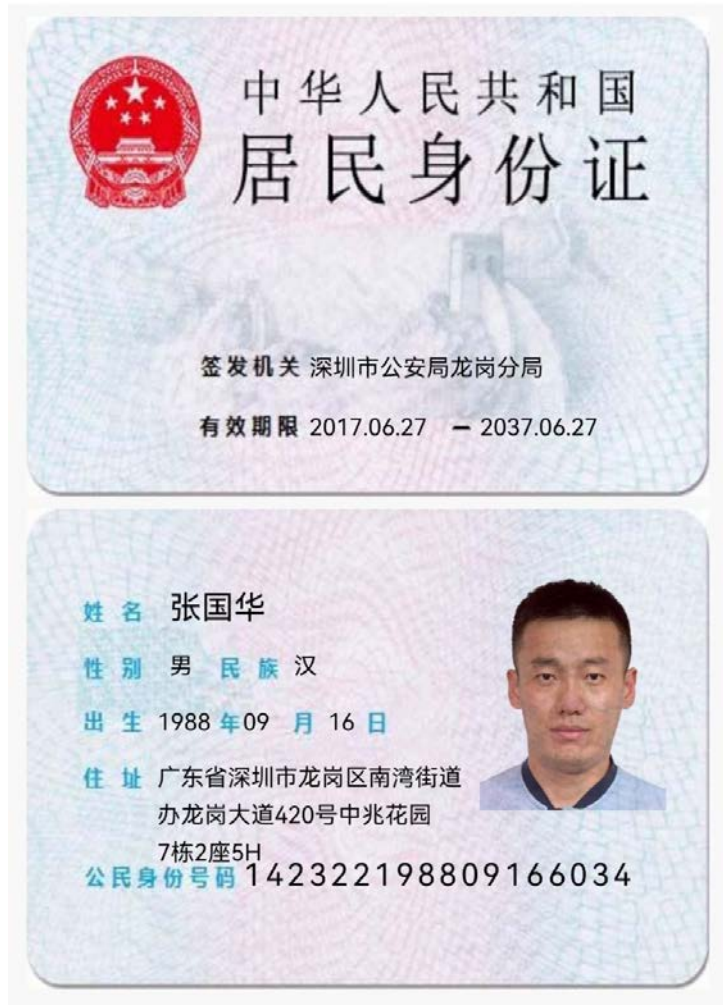 中华人民共和国
居民身份证
签发机关 深圳市公安局龙岗分局
有效期限 2017.06.27 － 2037.06.27
姓名 张国华
性别 男 民族 汉
出生 1988 年 09 月 16 日
住址 广东省深圳市龙岗区南湾街道
办龙岗大道420号中兆花园
7栋2座5H
公民身份号码 142322198809166034